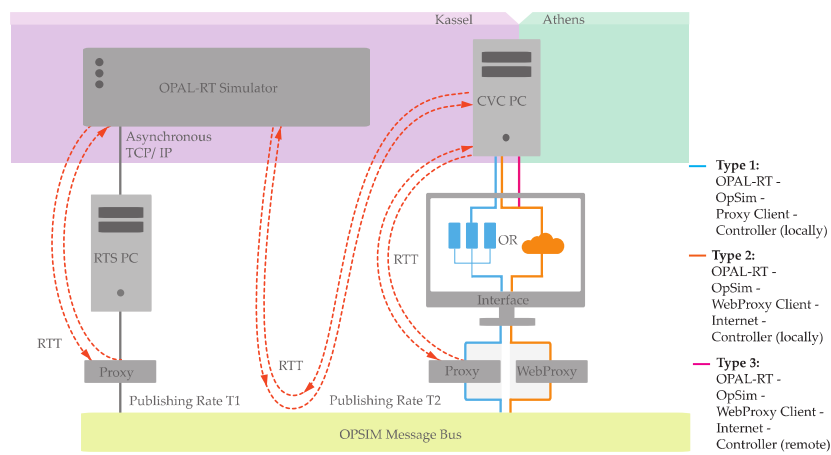 Kassel
Athens
OPAL-RT Simulator
CVC PC
Asynchronous
TCP/ IP
RTS PC
OR
RTT
Interface
RTT
RTT
Proxy
Proxy
WebProxy
Publishing Rate T1
Publishing Rate T2
OPSIM Message Bus
Type 1:
OPAL-RT -
OpSim -
Proxy Client -
Controller (locally)
Type 2:
OPAL-RT -
OpSim -
WebProxy Client -
Internet -
Controller (locally)
Type 3:
OPAL-RT -
OpSim -
WebProxy Client -
Internet -
Controller (remote)